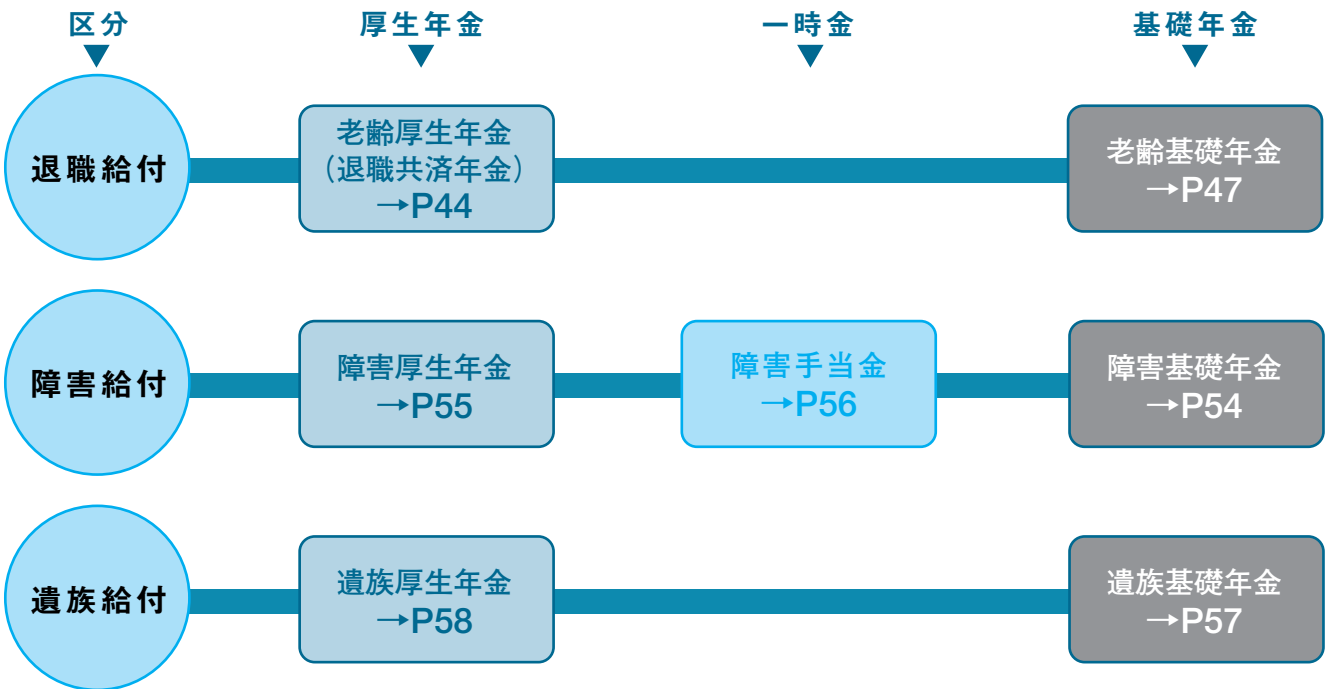 区分
厚生年金
一時金
基礎年金
▼
▼
▼
▼
退職給付
老齢厚生年金
（退職共済年金）
→P44
老齢基礎年金
→P47
障害給付
障害厚生年金
→P55
障害手当金
→P56
障害基礎年金
→P54
遺族給付
遺族厚生年金
→P58
遺族基礎年金
→P57